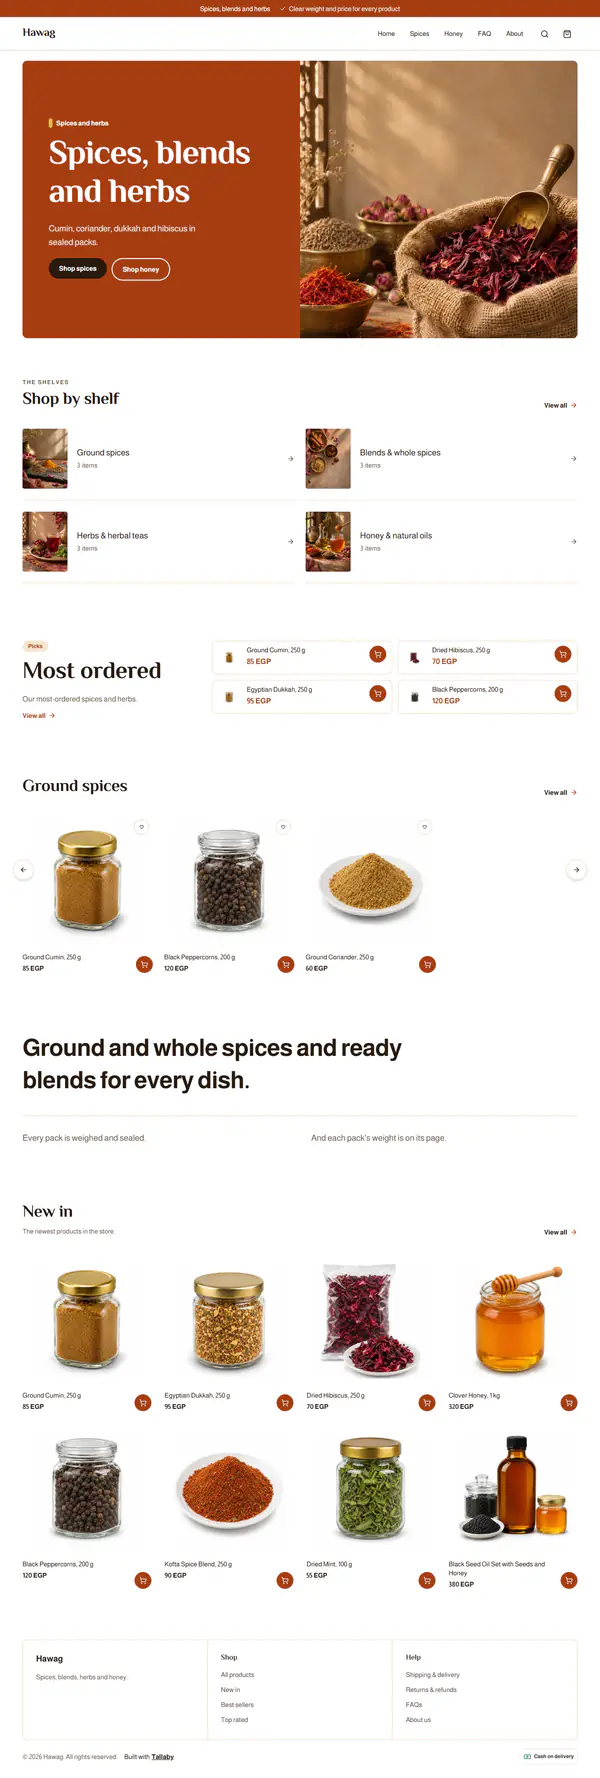 Spices, blends and herbs Clear weight and price for every product
Hawag
Home Spices Honey FAQ About
Spices and herbs
Spices, blends
and herbs
Cumin, coriander, dukkah and hibiscus in
sealed packs.
Shop spices Shop honey
THE SHELVES
Shop by shelf
View all
Ground spices
3 items
Blends & whole spices
3 items
Herbs & herbal teas
3 items
Honey & natural oils
3 items
Picks
Most ordered
Our most-ordered spices and herbs.
View all
Ground Cumin, 250 g
85 EGP
Dried Hibiscus, 250 g
70 EGP
Egyptian Dukkah, 250 g
95 EGP
Black Peppercorns, 200 g
120 EGP
Ground spices
View all
Ground Cumin, 250 g
85 EGP
Black Peppercorns, 200 g
120 EGP
Ground Coriander, 250 g
60 EGP
Ground and whole spices and ready
blends for every dish.
Every pack is weighed and sealed.
And each pack's weight is on its page.
New in
The newest products in the store.
View all
Ground Cumin, 250 g
85 EGP
Egyptian Dukkah, 250 g
95 EGP
Dried Hibiscus, 250 g
70 EGP
Clover Honey, 1 kg
320 EGP
Black Peppercorns, 200 g
120 EGP
Kofta Spice Blend, 250 g
90 EGP
Dried Mint, 100 g
55 EGP
Black Seed Oil Set with Seeds and
Honey
380 EGP
Hawag
Spices, blends, herbs and honey.
Shop
All products
New in
Best sellers
Top rated
Help
Shipping & delivery
Returns & refunds
FAQs
About us
© 2026 Hawag. All rights reserved. Built with Tallaby
Cash on delivery